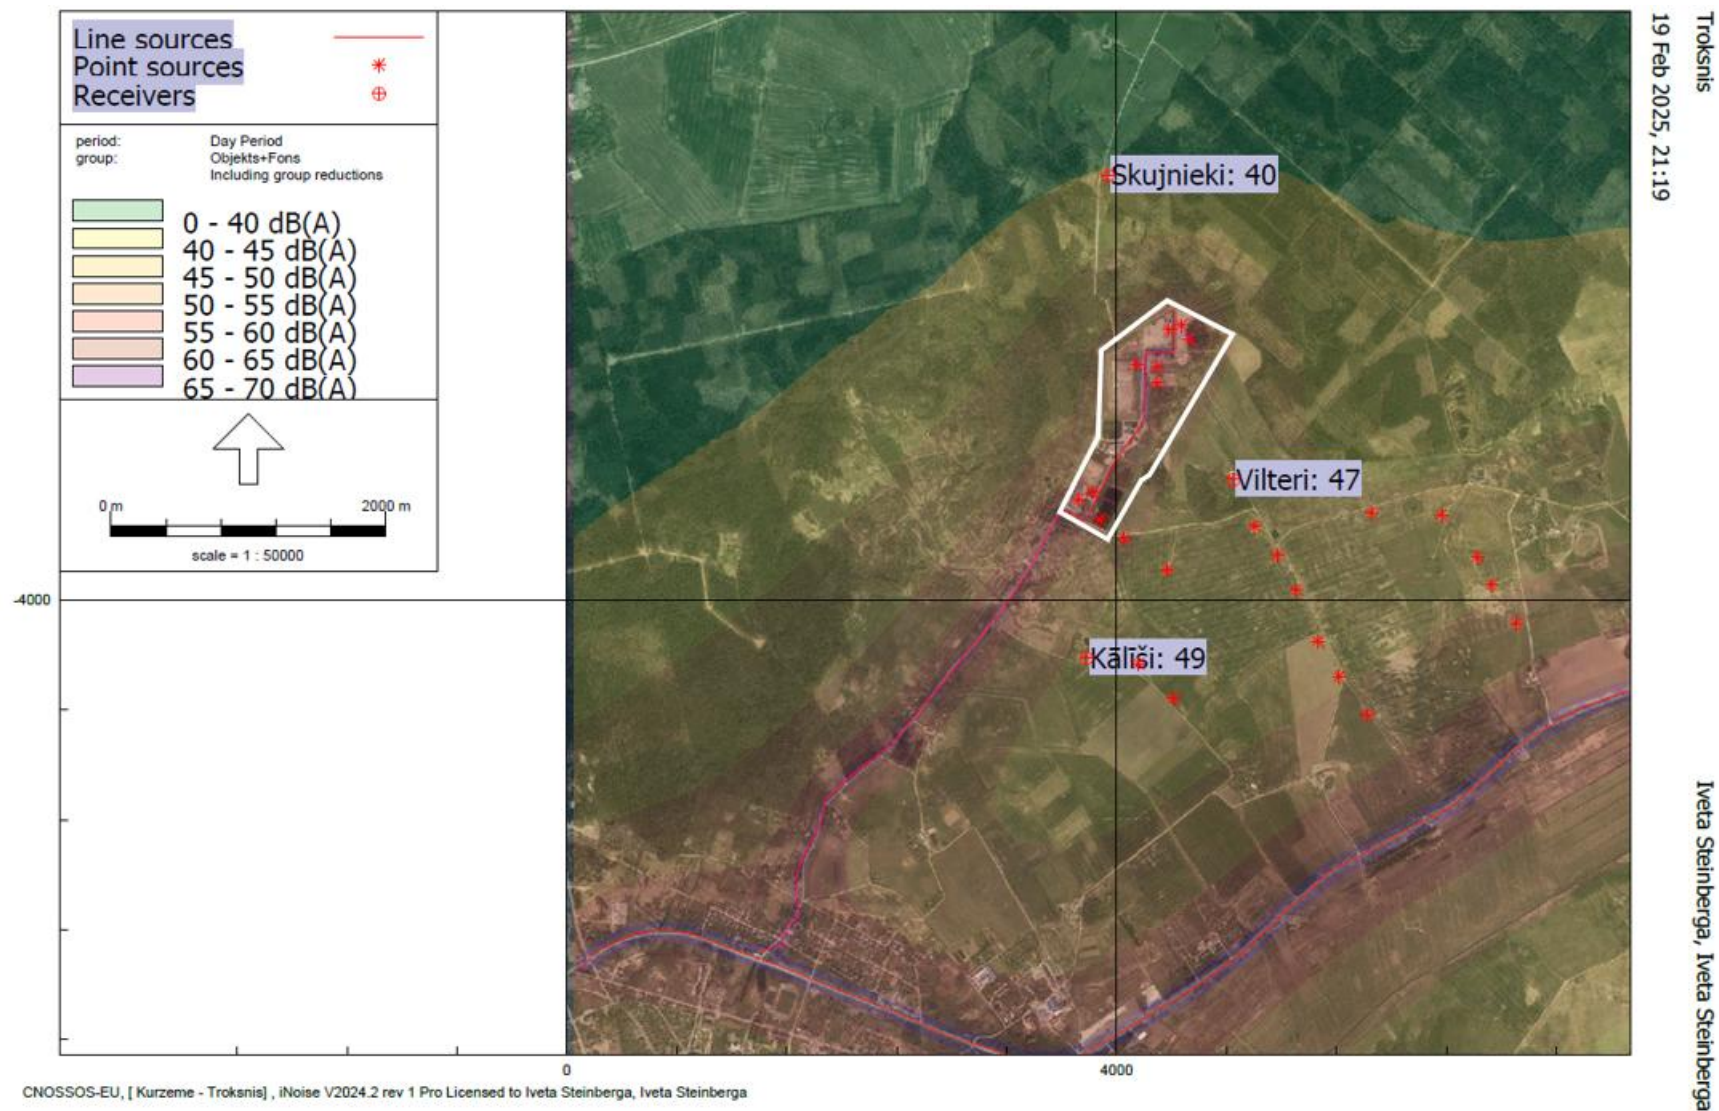 Line sources
Point sources
Receivers
period: Day Period
group: Objekts+Fons
Including group reductions
0 - 40 dB(A)
40 - 45 dB(A)
45 - 50 dB(A)
50 - 55 dB(A)
55 - 60 dB(A)
60 - 65 dB(A)
65 - 70 dB(A)
0 m 2000 m
scale = 1 : 50000
Skujnieki: 40
Vilteri: 47
-4000
Kālīši: 49
0 4000
CNOSSOS-EU, [ Kurzeme - Troksnis] , iNoise V2024.2 rev 1 Pro Licensed to Iveta Steinberga, Iveta Steinberga
Troksnis
19 Feb 2025, 21:19
Iveta Steinberga, Iveta Steinberga